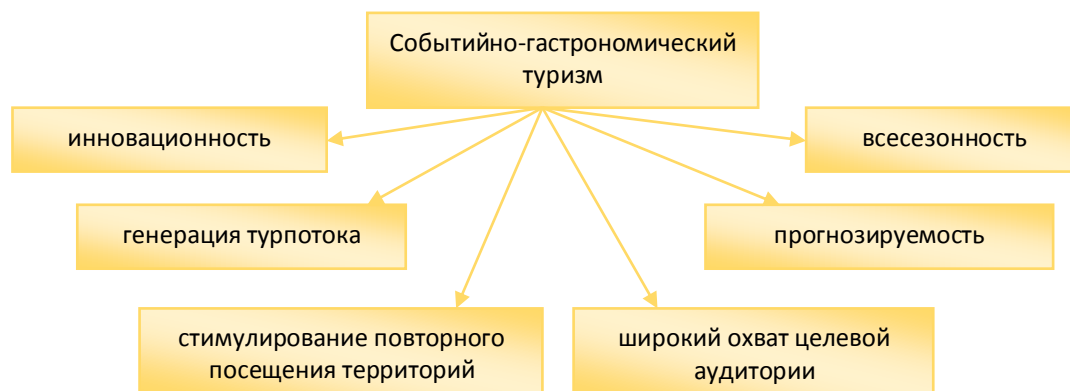 Событийно-гастрономический
туризм
инновационность
всесезонность
генерация турпотока
прогнозируемость
стимулирование повторного
посещения территорий
широкий охват целевой
аудитории